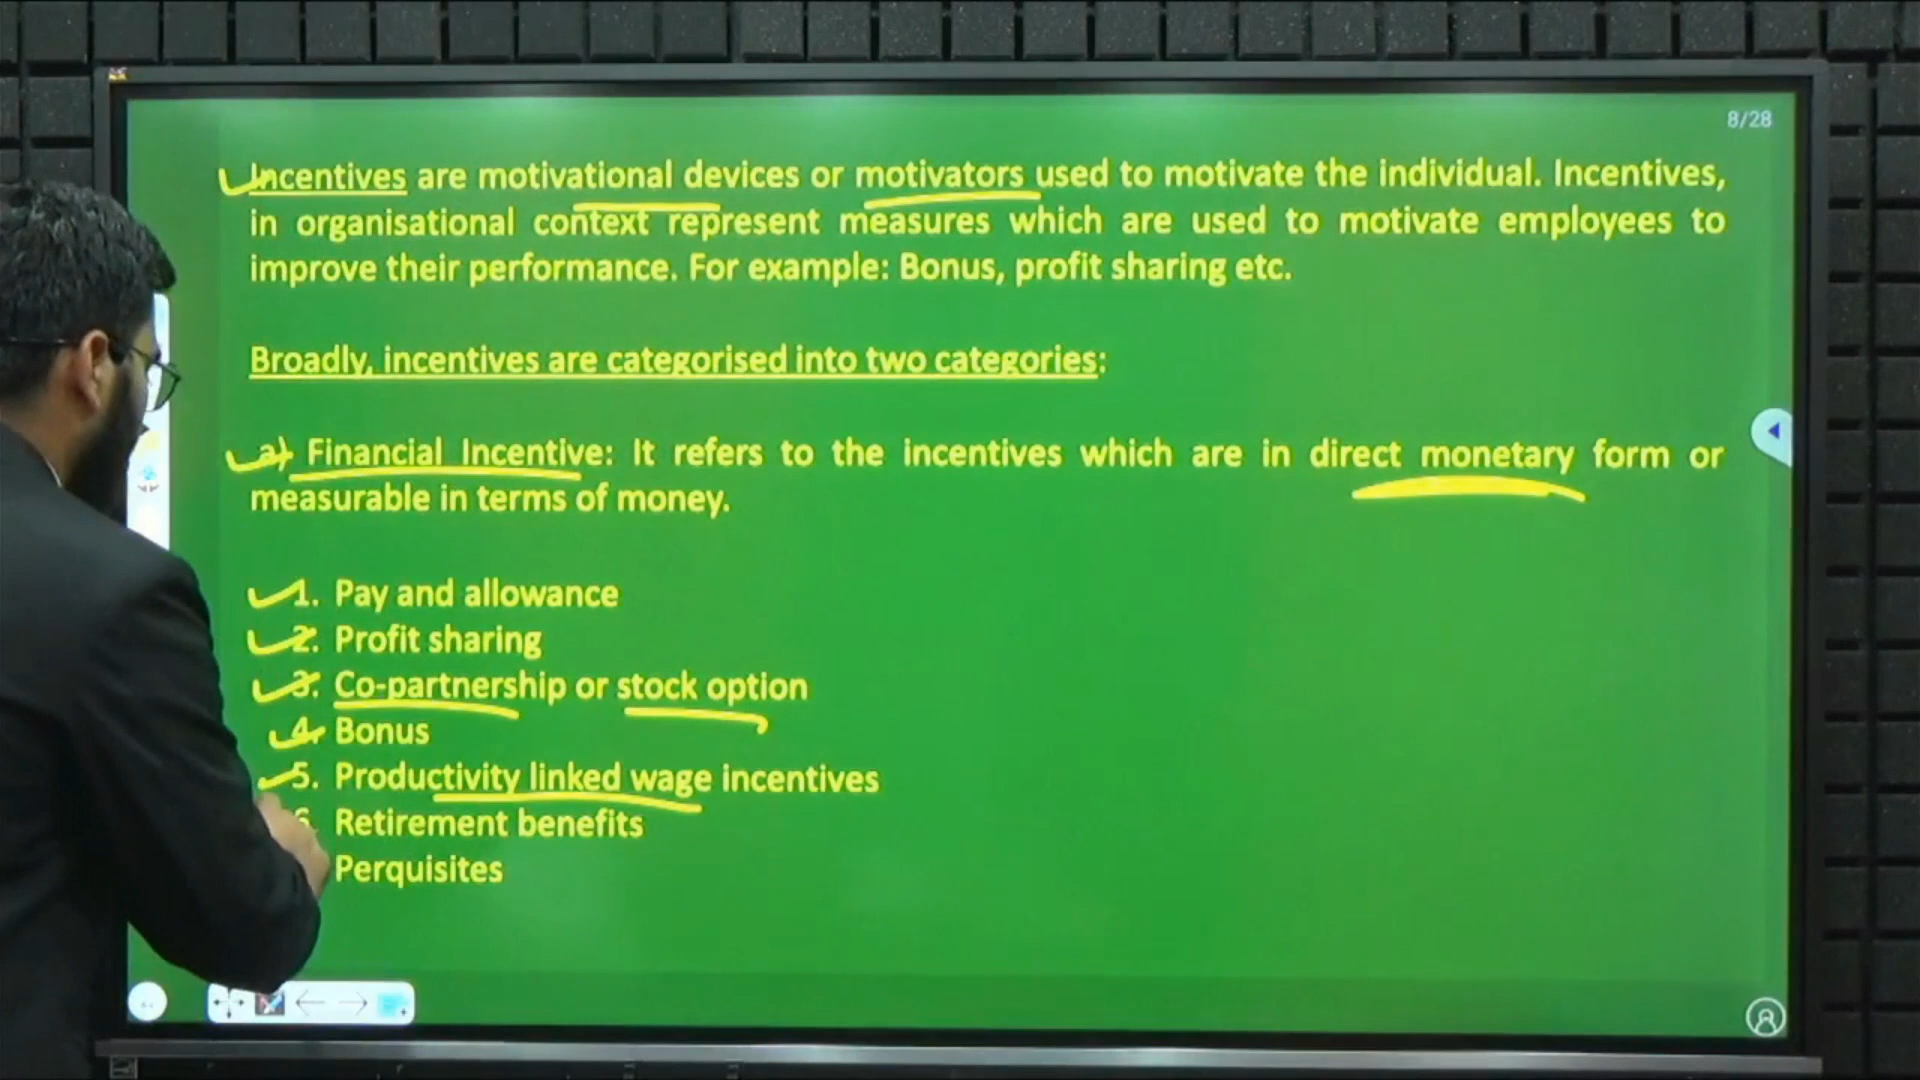 8/28
Incentives are motivational devices or motivators used to motivate the individual. Incentives,
in organisational context represent measures which are used to motivate employees to
improve their performance. For example: Bonus, profit sharing etc.
Broadly, incentives are categorised into two categories:
a) Financial Incentive: It refers to the incentives which are in direct monetary form or
measurable in terms of money.
1. Pay and allowance
2. Profit sharing
3. Co-partnership or stock option
4. Bonus
5. Productivity linked wage incentives
6. Retirement benefits
Perquisites